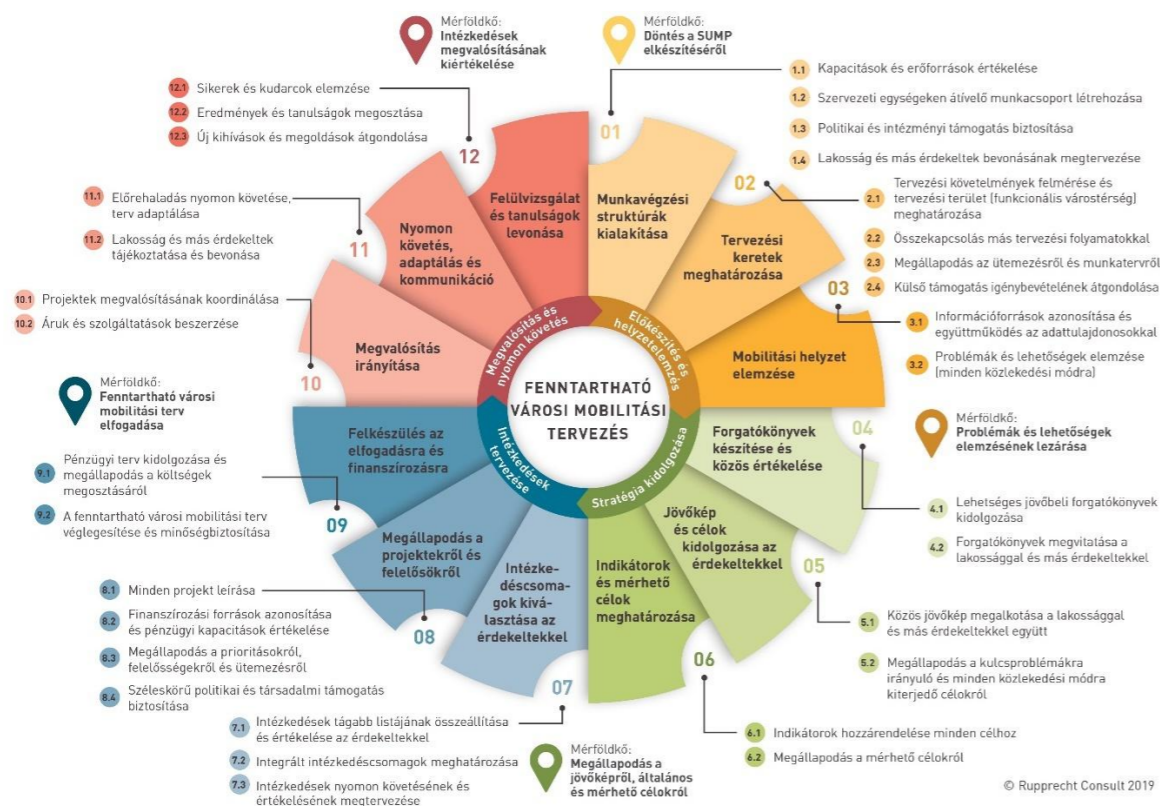 Mérföldkő:
Intézkedések
megvalósításának
kiértékelése
Mérföldkő:
Döntés a SUMP
elkészítéséről
01
Munkavégzési
struktúrák
kialakítása
1.1 Kapacitások és erőforrások értékelése
1.2 Szervezeti egységeken átívelő munkacsoport létrehozása
1.3 Politikai és intézményi támogatás biztosítása
1.4 Lakosság és más érdekeltek bevonásának megtervezése
02
Tervezési
keretek
meghatározása
2.1 Tervezési követelmények felmérése és
tervezési terület (funkcionális várostérség)
meghatározása
2.2 Összekapcsolás más tervezési folyamatokkal
2.3 Megállapodás az ütemezésről és munkatervről
2.4 Külső támogatás igénybevételének átgondolása
03
Mobilitási helyzet
elemzése
3.1 Információforrások azonosítása és
együttműködés az adattulajdonosokkal
3.2 Problémák és lehetőségek elemzése
(minden közlekedési módra)
Mérföldkő:
Problémák és lehetőségek
elemzésének lezárása
04
Forgatókönyvek
készítése és
közös értékelése
4.1 Lehetséges jövőbeli forgatókönyvek
kidolgozása
4.2 Forgatókönyvek megvitatása a
lakossággal és más érdekeltekkel
05
Jövőkép
és célok
kidolgozása az
érdekeltekkel
5.1 Közös jövőkép megalkotása a lakossággal
és más érdekeltekkel együtt
5.2 Megállapodás a kulcsproblémákra
irányuló és minden közlekedési módra
kiterjedő célokról
06
Indikátorok
és mérhető
célok
meghatározása
6.1 Indikátorok hozzárendelése minden célhoz
6.2 Megállapodás a mérhető célokról
Mérföldkő:
Megállapodás a
jövőképről, általános
és mérhető célokról
07
Intézke-
déscsoma-
gok kivá-
lasztása az
érdekeltekkel
7.1 Intézkedések tágabb listájának összeállítása
és értékelése az érdekeltekkel
7.2 Integrált intézkedéscsomagok meghatározása
7.3 Intézkedések nyomon követésének és
értékelésének megtervezése
08
Megállapodás a
projektekről és
felelősökről
8.1 Minden projekt leírása
8.2 Finanszírozási források azonosítása
és pénzügyi kapacitások értékelése
8.3 Megállapodás a prioritásokról,
felelősségekről és ütemezésről
8.4 Széleskörű politikai és társadalmi támogatás
biztosítása
09
Felkészülés az
elfogadásra és
finanszírozásra
9.1 Pénzügyi terv kidolgozása és
megállapodás a költségek
megosztásáról
9.2 A fenntartható városi mobilitási terv
véglegesítése és minőségbiztosítása
Mérföldkő:
Fenntartható városi
mobilitási terv
elfogadása
10
Megvalósítás
irányítása
10.1 Projektek megvalósításának koordinálása
10.2 Áruk és szolgáltatások beszerzése
11
Nyomon
követés,
adaptálás és
kommunikáció
11.1 Előrehaladás nyomon követése,
terv adaptálása
11.2 Lakosság és más érdekeltek
tájékoztatása és bevonása
12
Felülvizsgálat
és tanulságok
levonása
12.1 Sikerek és kudarcok elemzése
12.2 Eredmények és tanulságok megosztása
12.3 Új kihívások és megoldások átgondolása
Előkészítés és
helyzetelemzés
Stratégia kidolgozása
Intézkedések
tervezése
Megvalósítás és
nyomon követés
FENNTARTHATÓ
VÁROSI MOBILITÁSI
TERVEZÉS
© Rupprecht Consult 2019